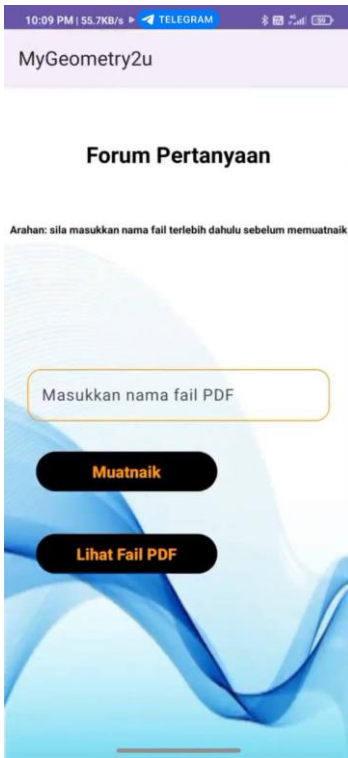 10:09 PM | 55.7KB/s TELEGRAM
MyGeometry2u
Forum Pertanyaan
Arahan: sila masukkan nama fail terlebih dahulu sebelum memuatnaik
Masukkan nama fail PDF
Muatnaik
Lihat Fail PDF